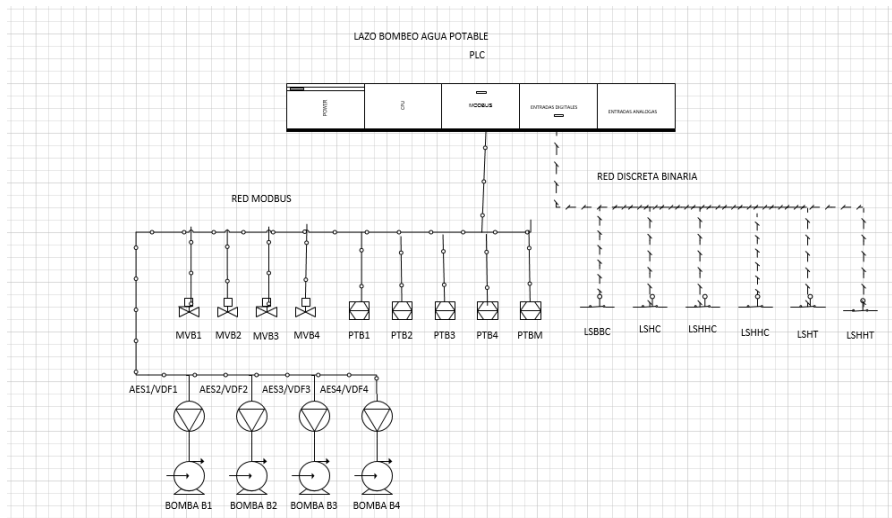 LAZO BOMBEO AGUA POTABLE
PLC
POWER
CPU
MODBUS
ENTRADAS DIGITALES
ENTRADAS ANALOGAS
RED DISCRETA BINARIA
RED MODBUS
MVB1 MVB2 MVB3 MVB4 PTB1 PTB2 PTB3 PTB4 PTBM
LSBBC LSHC LSHHC LSHHC LSHT LSHHT
AES1/VDF1 AES2/VDF2 AES3/VDF3 AES4/VDF4
BOMBA B1 BOMBA B2 BOMBA B3 BOMBA B4